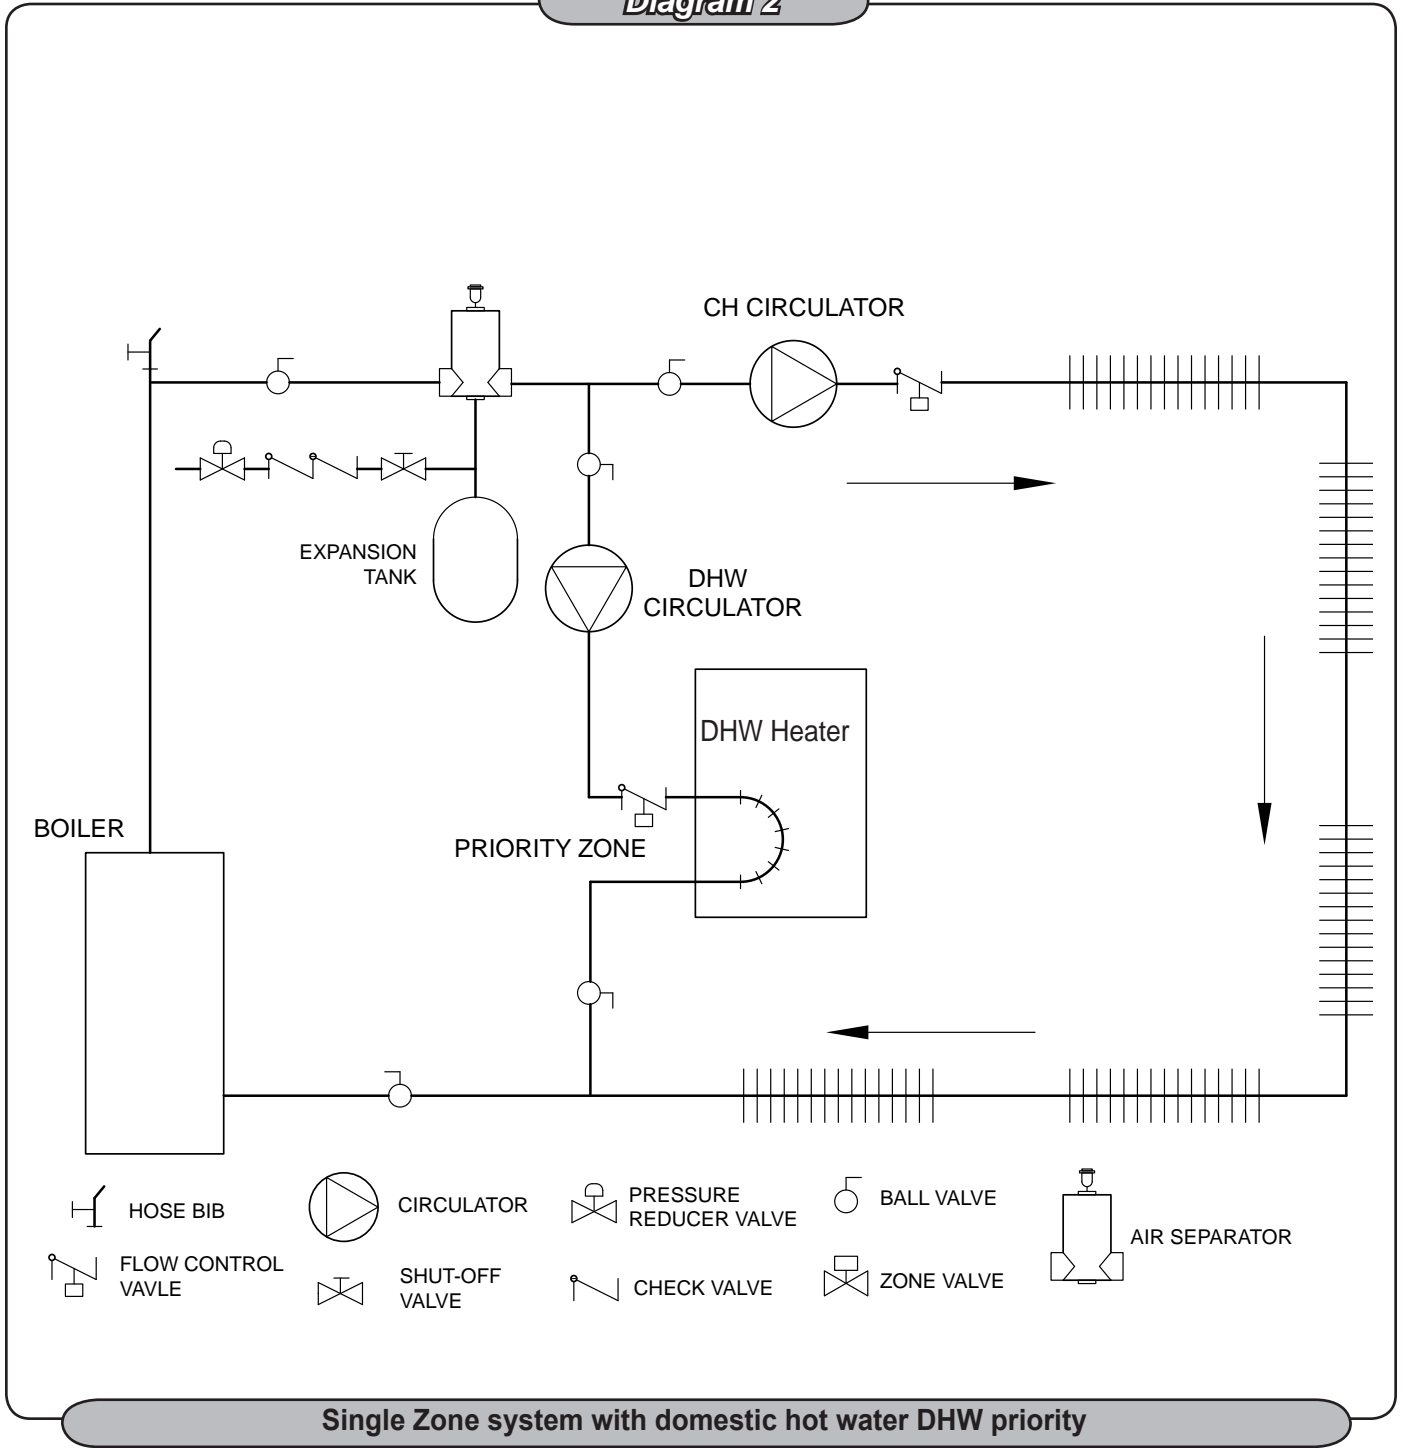 Diagram 2
CH CIRCULATOR
EXPANSION
TANK
DHW
CIRCULATOR
DHW Heater
BOILER
PRIORITY ZONE
HOSE BIB
CIRCULATOR
PRESSURE
REDUCER VALVE
BALL VALVE
AIR SEPARATOR
FLOW CONTROL
VAVLE
SHUT-OFF
VALVE
CHECK VALVE
ZONE VALVE
Single Zone system with domestic hot water DHW priority